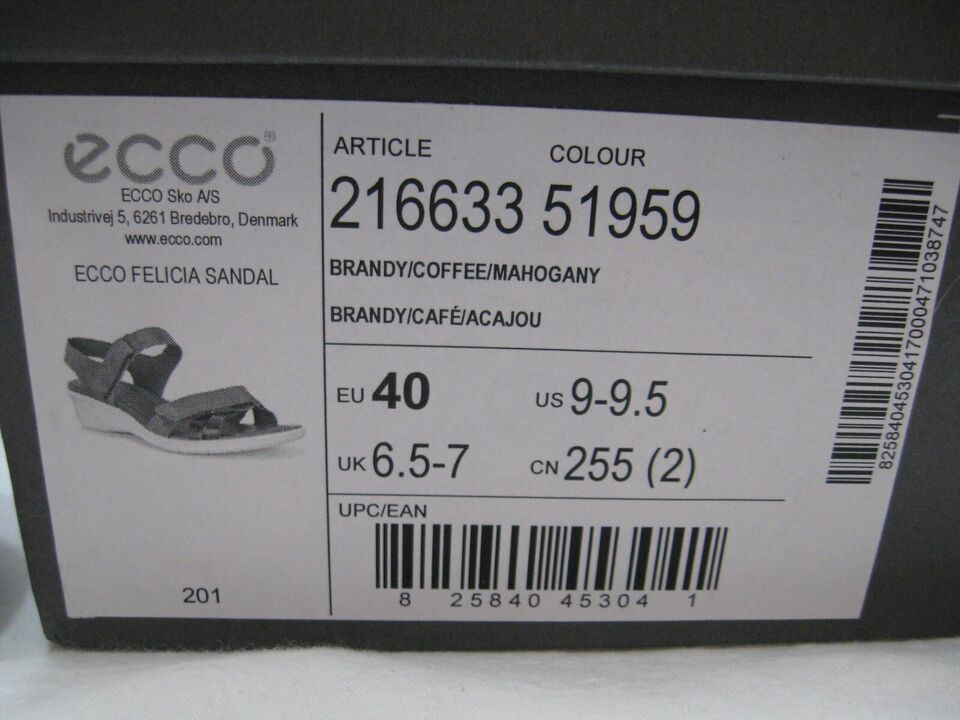 ecco®
ECCO Sko A/S
Industrivej 5, 6261 Bredebro, Denmark
www.ecco.com
ECCO FELICIA SANDAL
201
ARTICLE COLOUR
216633 51959
BRANDY/COFFEE/MAHOGANY
BRANDY/CAFÉ/ACAJOU
EU 40 US 9-9.5
UK 6.5-7 CN 255 (2)
UPC/EAN
8 25840 45304 1
8258404530417000471038747